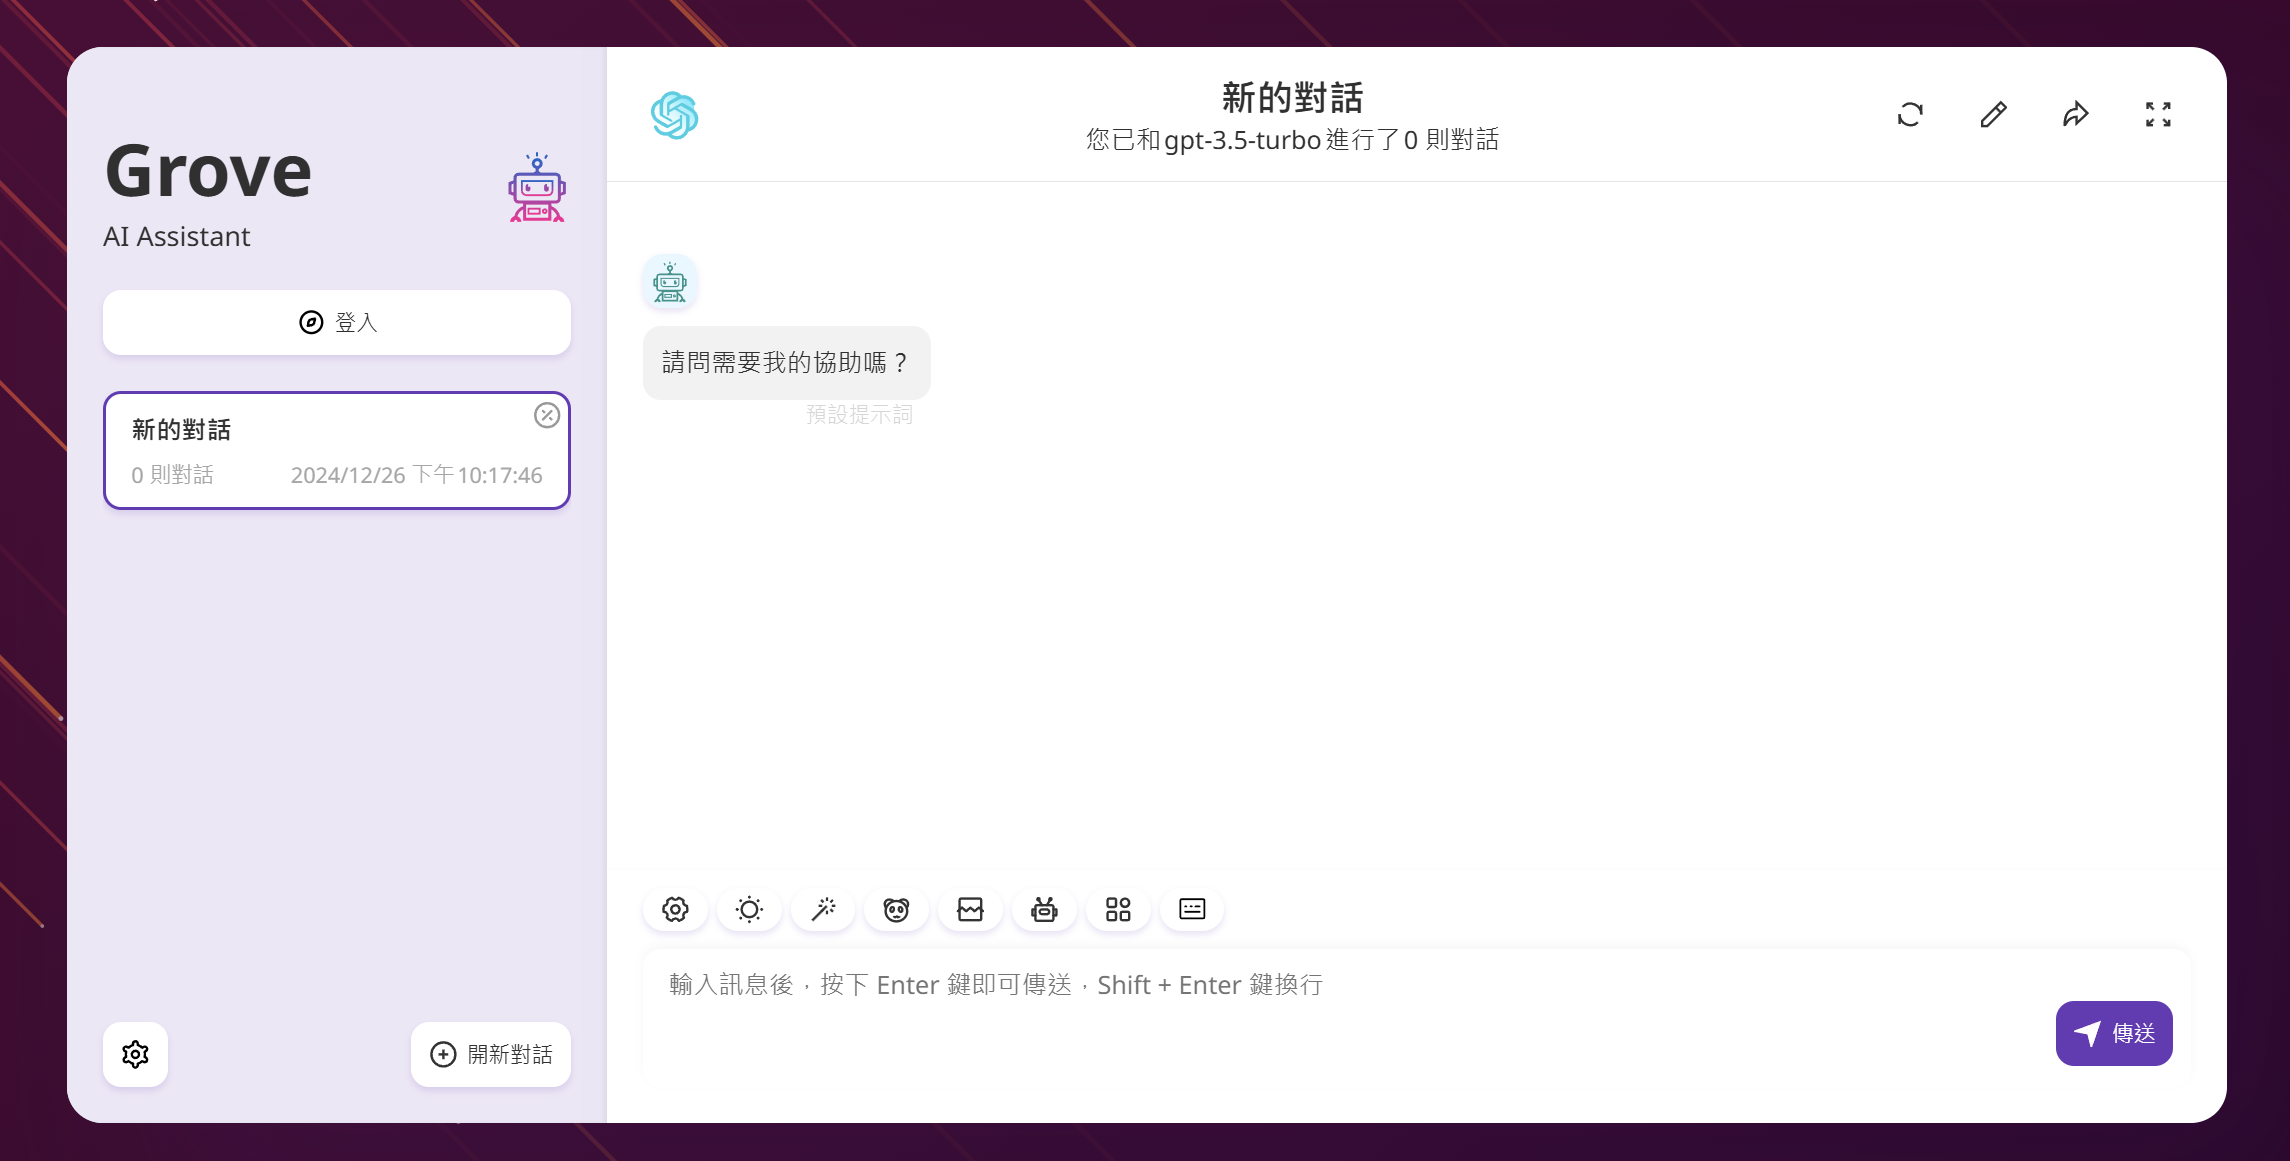 Grove
AI Assistant
登入
新的對話
0 則對話
2024/12/26 下午10:17:46
開新對話
新的對話
您已和gpt-3.5-turbo進行了0 則對話
請問需要我的協助嗎？
預設提示詞
輸入訊息後，按下 Enter 鍵即可傳送，Shift + Enter 鍵換行
傳送